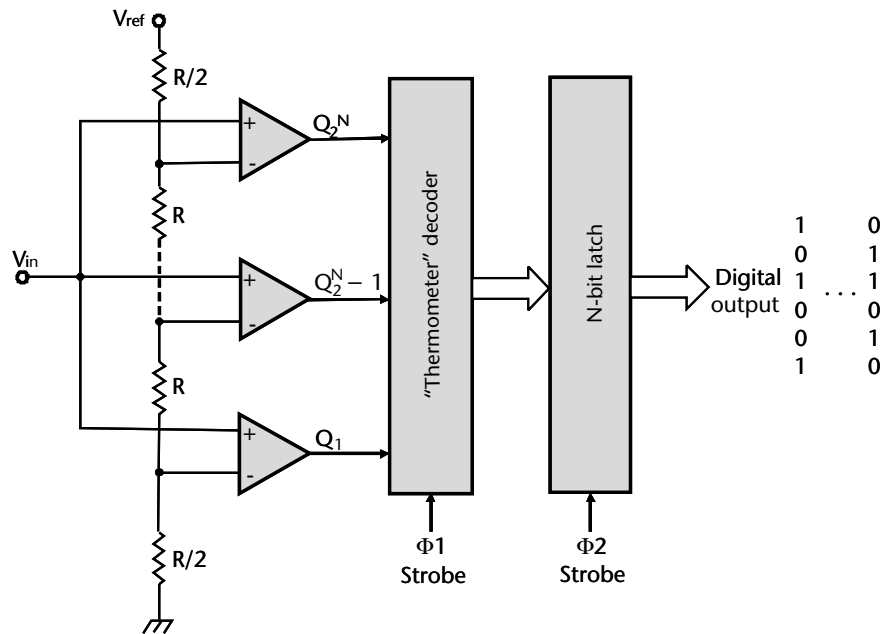 Vref
R/2
+
-
Q₂ᴺ
R
Vin
+
-
Q₂ᴺ – 1
R
+
-
Q₁
R/2
"Thermometer" decoder
Φ1
Strobe
N-bit latch
Φ2
Strobe
Digital
output
1 0
0 1
1 ... 1
0 0
0 1
1 0